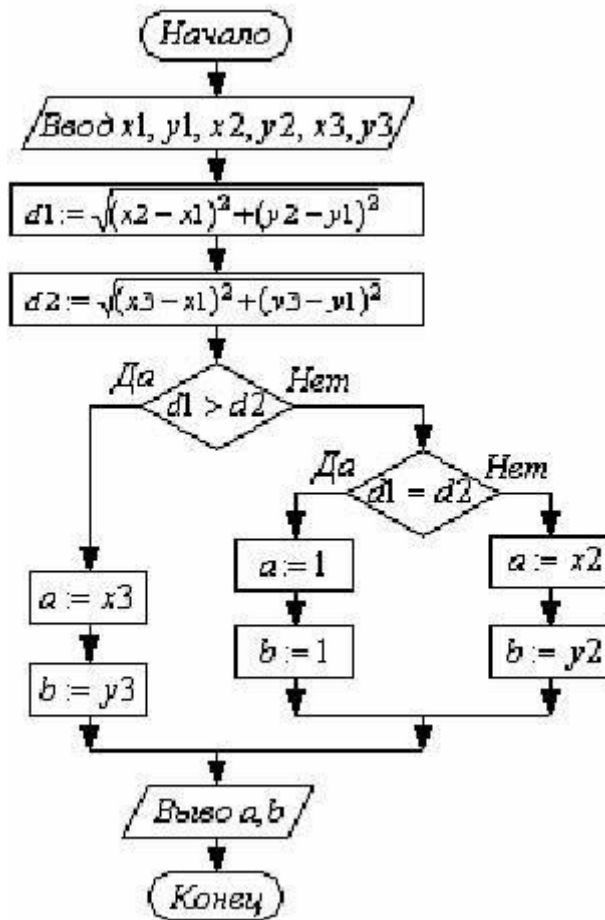 Начало
Ввод x1, y1, x2, y2, x3, y3
d1:= √(x2−x1)²+(y2−y1)²
d2:= √(x3−x1)²+(y3−y1)²
Да
Нет
d1 > d2
Да
Нет
d1 = d2
a := x3
a := 1
a := x2
b := y3
b := 1
b := y2
Выво a,b
Конец